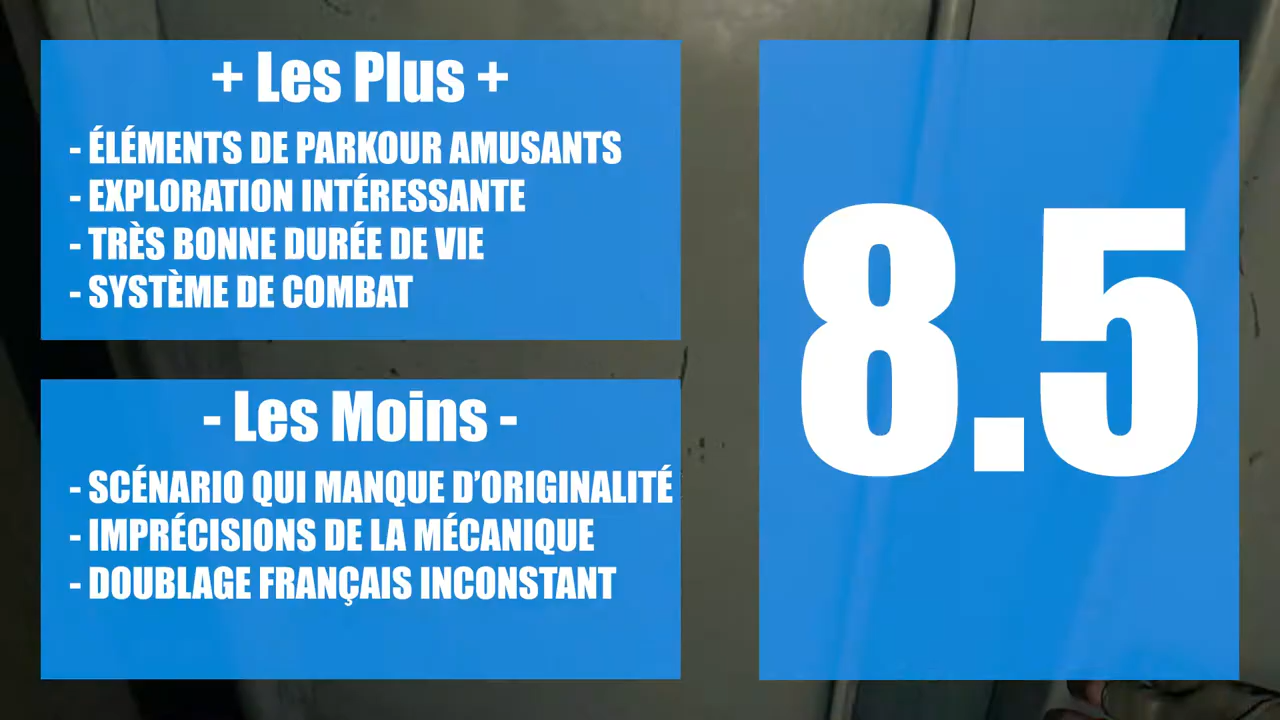 + Les Plus +
- ÉLÉMENTS DE PARKOUR AMUSANTS
- EXPLORATION INTÉRESSANTE
- TRÈS BONNE DURÉE DE VIE
- SYSTÈME DE COMBAT
- Les Moins -
- SCÉNARIO QUI MANQUE D'ORIGINALITÉ
- IMPRÉCISIONS DE LA MÉCANIQUE
- DOUBLAGE FRANÇAIS INCONSTANT
8.5